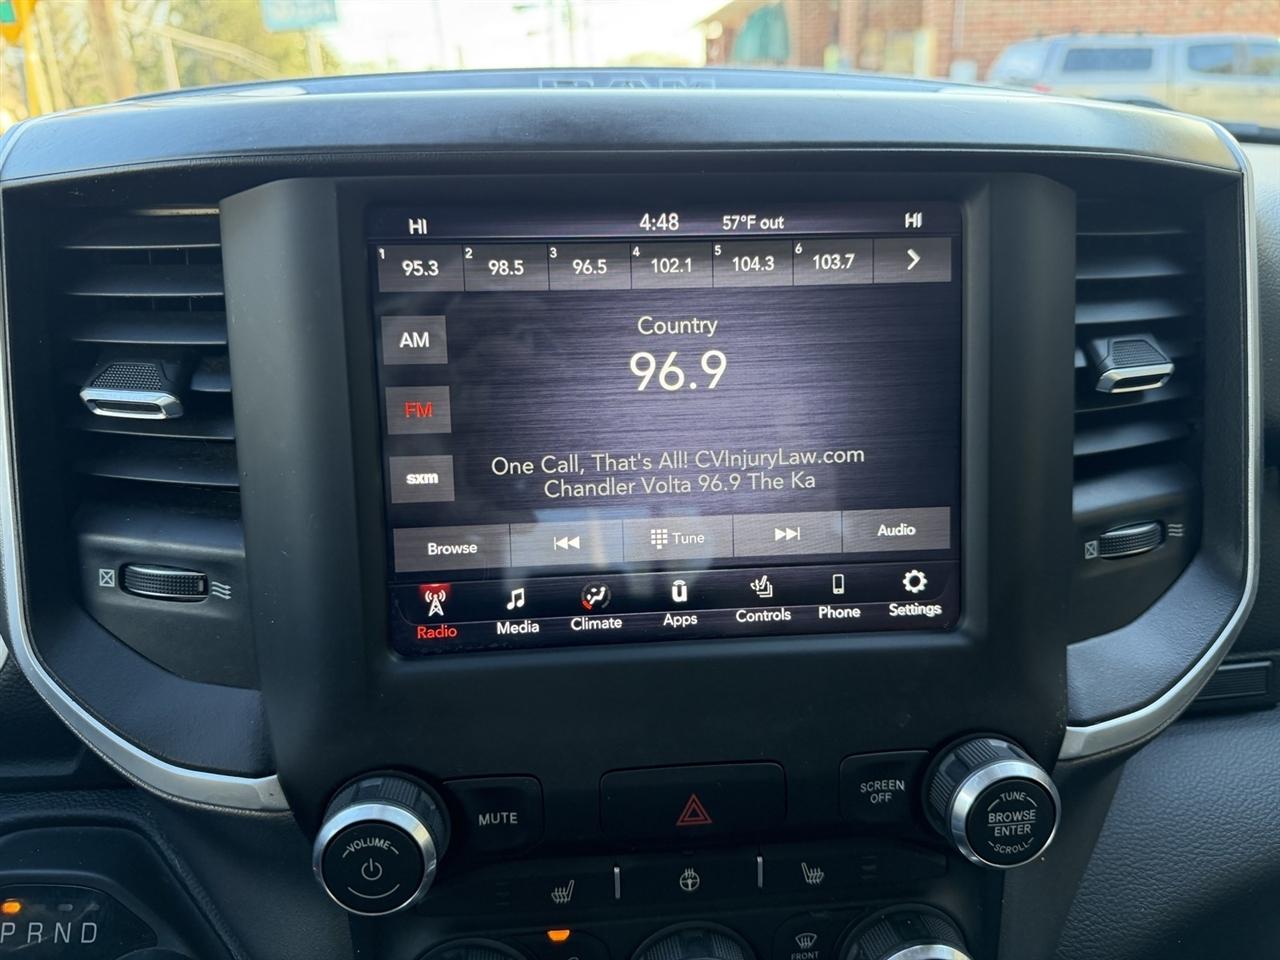 RAM
HI 4:48 57°F out HI
1 95.3 2 98.5 3 96.5 4 102.1 5 104.3 6 103.7
AM
FM
sxm
Country
96.9
One Call, That's All! CVInjuryLaw.com
Chandler Volta 96.9 The Ka
Browse Tune Audio
Radio Media Climate Apps Controls Phone Settings
VOLUME
MUTE
SCREEN
OFF
TUNE
BROWSE
ENTER
SCROLL
PRND
FRONT